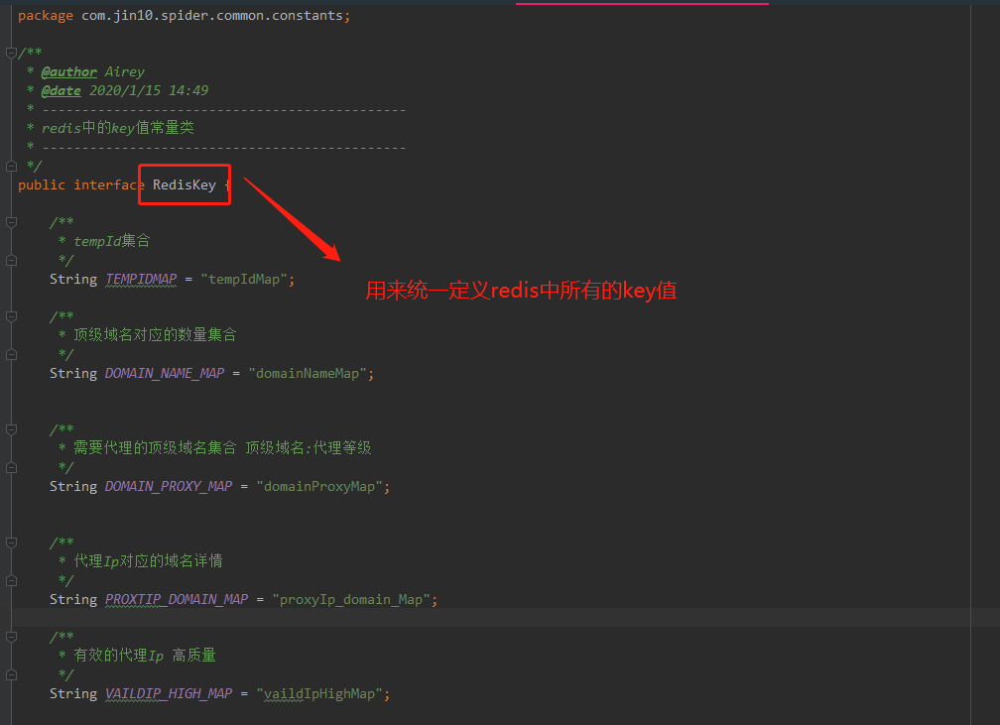 package com.jin10.spider.common.constants;
/**
* @author Airey
* @date 2020/1/15 14:49
* ----------------------------------------------
* redis中的key值常量类
* ----------------------------------------------
*/
public interface RedisKey {
/**
* tempId集合
*/
String TEMPIDMAP = "tempIdMap";
用来统一定义redis中所有的key值
/**
* 顶级域名对应的数量集合
*/
String DOMAIN_NAME_MAP = "domainNameMap";
/**
* 需要代理的顶级域名集合 顶级域名:代理等级
*/
String DOMAIN_PROXY_MAP = "domainProxyMap";
/**
* 代理Ip对应的域名详情
*/
String PROXTIP_DOMAIN_MAP = "proxyIp_domain_Map";
/**
* 有效的代理Ip 高质量
*/
String VAILDIP_HIGH_MAP = "vaildIpHighMap";